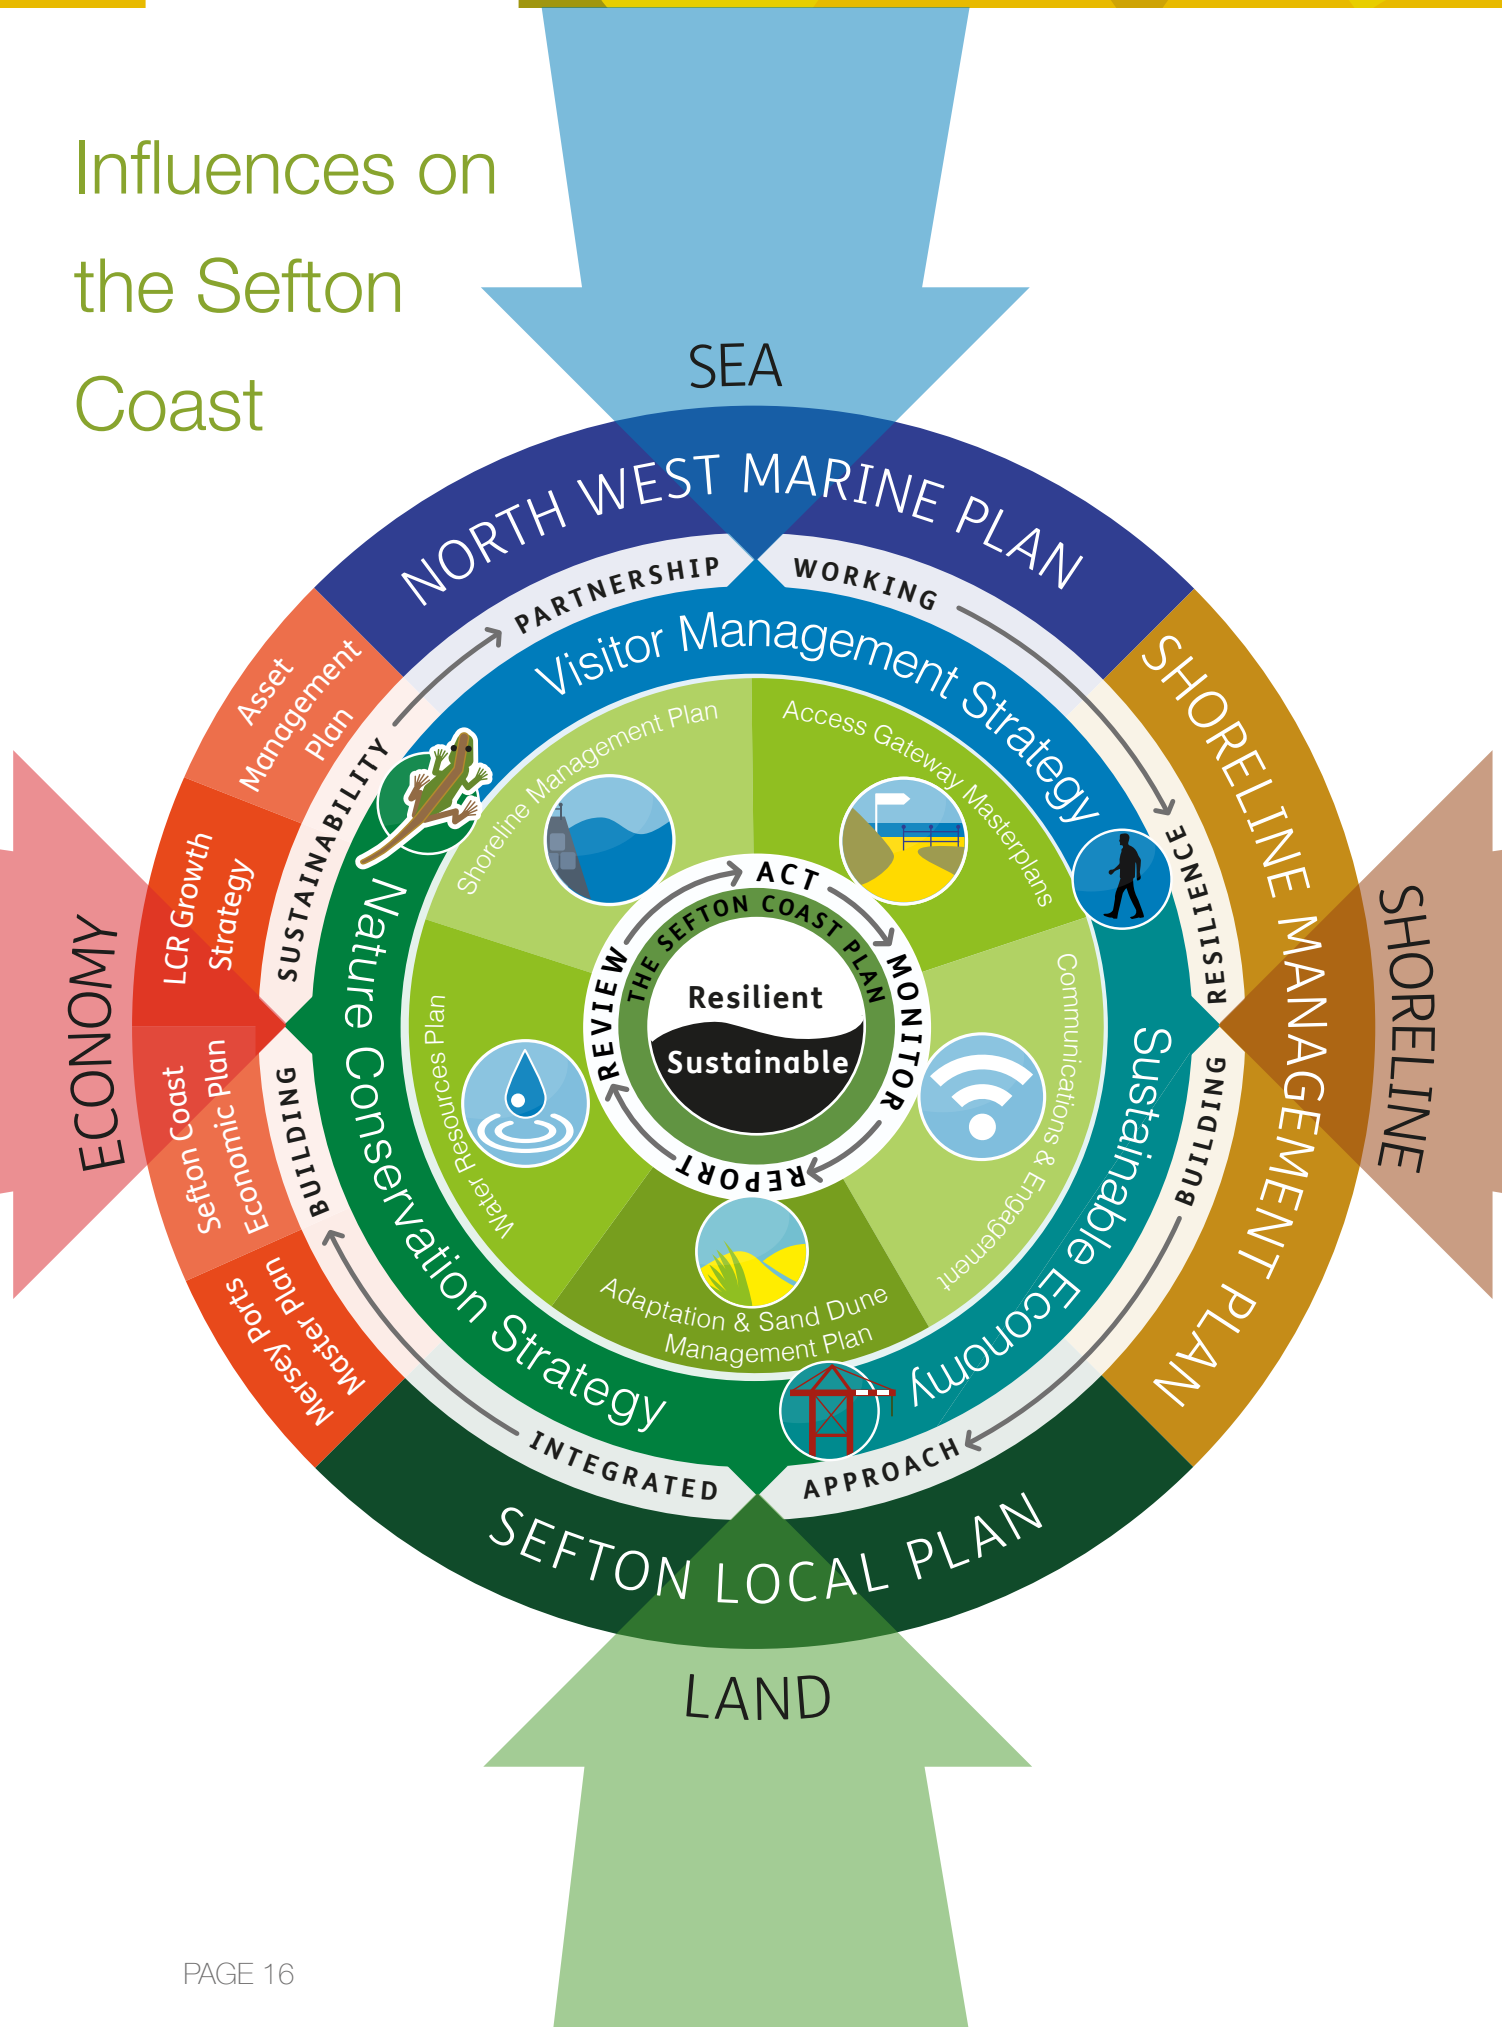 Influences on
the Sefton
Coast
SEA
NORTH WEST MARINE PLAN
SHORELINE MANAGEMENT PLAN
SHORELINE
SEFTON LOCAL PLAN
LAND
ECONOMY
Asset
Management
Plan
LCR Growth
Strategy
Sefton Coast
Economic Plan
Mersey Ports
Master Plan
PARTNERSHIP
WORKING
RESILIENCE
BUILDING
APPROACH
INTEGRATED
BUILDING
SUSTAINABILITY
Visitor Management Strategy
Sustainable Economy
Nature Conservation Strategy
Shoreline Management Plan
Access Gateway Masterplans
Communications & Engagement
Adaptation & Sand Dune
Management Plan
Water Resources Plan
ACT
MONITOR
REPORT
REVIEW
THE SEFTON COAST PLAN
Resilient
Sustainable
PAGE 16